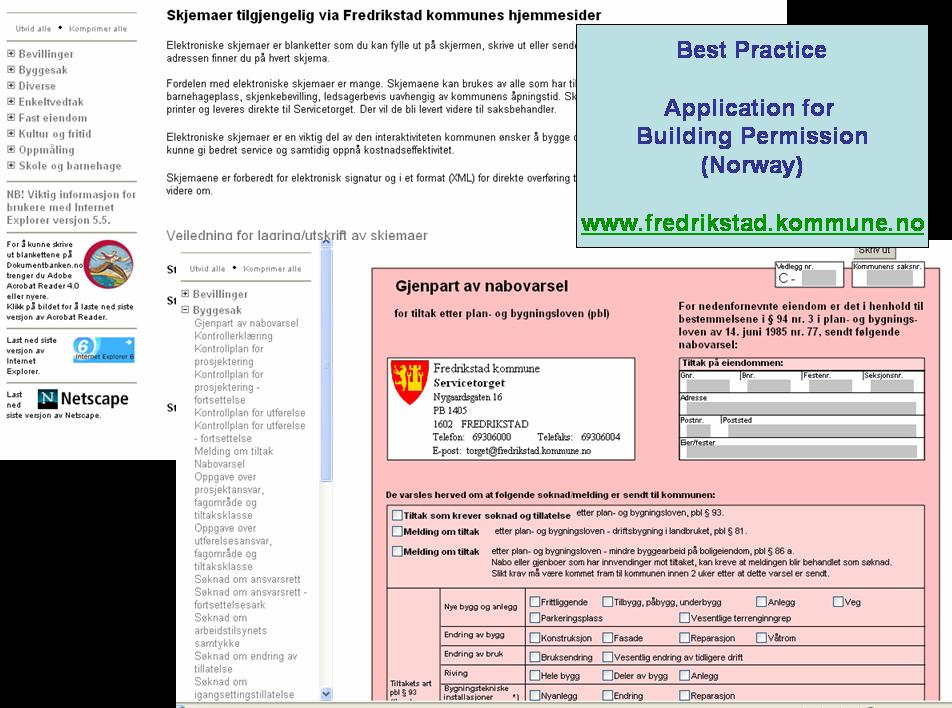 Utvid alle • Komprimer alle
Bevillinger
Byggesak
Diverse
Enkeltvedtak
Fast eiendom
Kultur og fritid
Oppmåling
Skole og barnehage
NB! Viktig informasjon for
brukere med Internet
Explorer versjon 5.5.
For å kunne skrive
ut blankettene på
Dokumentbanken.no
trenger du Adobe
Acrobat Reader 4.0
eller nyere.
Klikk på bildet for å laste ned siste
versjon av Acrobat Reader.
Last ned siste
versjon av
Internet
Explorer.
6
Internet Explorer 6
Last
ned
siste versjon av Netscape.
N Netscape
Skjemaer tilgjengelig via Fredrikstad kommunes hjemmesider
Elektroniske skjemaer er blanketter som du kan fylle ut på skjermen, skrive ut eller send
adressen finner du på hvert skjema.
Fordelen med elektroniske skjemaer er mange. Skjemaene kan brukes av alle som har til
barnehageplass, skjenkebevilling, ledsagerbevis uavhengig av kommunens åpningstid. Sk
printer og leveres direkte til Servicetorget. Der vil de bli levert videre til saksbehandler.
Elektroniske skjemaer er en viktig del av den interaktiviteten kommunen ønsker å bygge
kunne gi bedret service og samtidig oppnå kostnadseffektivitet.
Skjemaene er forberedt for elektronisk signatur og i et format (XML) for direkte overføring t
videre om.
Veiledning for lagring/utskrift av skjemaer
St
St
St
Best Practice
Application for
Building Permission
(Norway)
www.fredrikstad.kommune.no
Utvid alle • Komprimer alle
Bevillinger
Byggesak
Gjenpart av nabovarsel
Kontrollerklæring
Kontrollplan for
prosjektering
Kontrollplan for
prosjektering -
fortsettelse
Kontrollplan for utførelse
Kontrollplan for utførelse
- fortsettelse
Melding om tiltak
Nabovarsel
Oppgave over
prosjektansvar,
fagområde og
tiltaksklasse
Oppgave over
utførelsesansvar,
fagområde og
tiltaksklasse
Søknad om ansvarsrett
Søknad om ansvarsrett -
fortsettelsesark
Søknad om
arbeidstilsynets
samtykke
Søknad om endring av
tillatelse
Søknad om
igangsettingstillatelse
Skriv ut
Vedlegg nr.
C -
Kommunens saksnr.
Gjenpart av nabovarsel
for tiltak etter plan- og bygningsloven (pbl)
For nedenfornevnte eiendom er det i henhold til
bestemmelsene i § 94 nr. 3 i plan- og bygnings-
loven av 14. juni 1985 nr. 77, sendt følgende
nabovarsel:
Fredrikstad kommune
Servicetorget
Nygaardsgaten 16
PB 1405
1602 FREDRIKSTAD
Telefon: 69306000 Telefaks: 69306004
E-post: torget@fredrikstad.kommune.no
Tiltak på eiendommen:
Gnr. Bnr. Festenr. Seksjonsnr.
Adresse
Postnr. Poststed
Eier/fester
De varsles herved om at følgende søknad/melding er sendt til kommunen:
Tiltak som krever søknad og tillatelse etter plan- og bygningsloven, pbl § 93.
Melding om tiltak etter plan- og bygningsloven - driftsbygning i landbruket, pbl § 81.
Melding om tiltak etter plan- og bygningsloven - mindre byggearbeid på boligeiendom, pbl § 86 a.
Nabo eller gjenboer som har innvendinger mot tiltaket, kan kreve at meldingen blir behandlet som søknad.
Slikt krav må være kommet fram til kommunen innen 2 uker etter at dette varsel er sendt.
Nye bygg og anlegg Frittliggende Tilbygg, påbygg, underbygg Anlegg Veg
Parkeringsplass Vesentlige terrenginngrep
Endring av bygg Konstruksjon Fasade Reparasjon Våtrom
Endring av bruk Bruksendring Vesentlig endring av tidligere drift
Riving Hele bygg Deler av bygg Anlegg
Tiltakets art
pbl § 93
Bygningstekniske
installasjoner *) Nyanlegg Endring Reparasjon